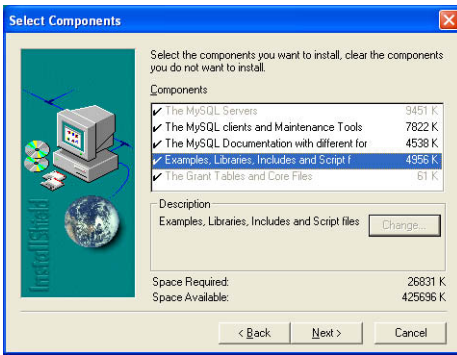 Select Components
Select the components you want to install, clear the components
you do not want to install.
Components
The MySQL Servers 9451 K
The MySQL clients and Maintenance Tools 7822 K
The MySQL Documentation with different for 4538 K
Examples, Libraries, Includes and Script f 4956 K
The Grant Tables and Core Files 61 K
Description
Examples, Libraries, Includes and Script files
Change...
InstallShield
Space Required: 26831 K
Space Available: 425696 K
< Back
Next >
Cancel